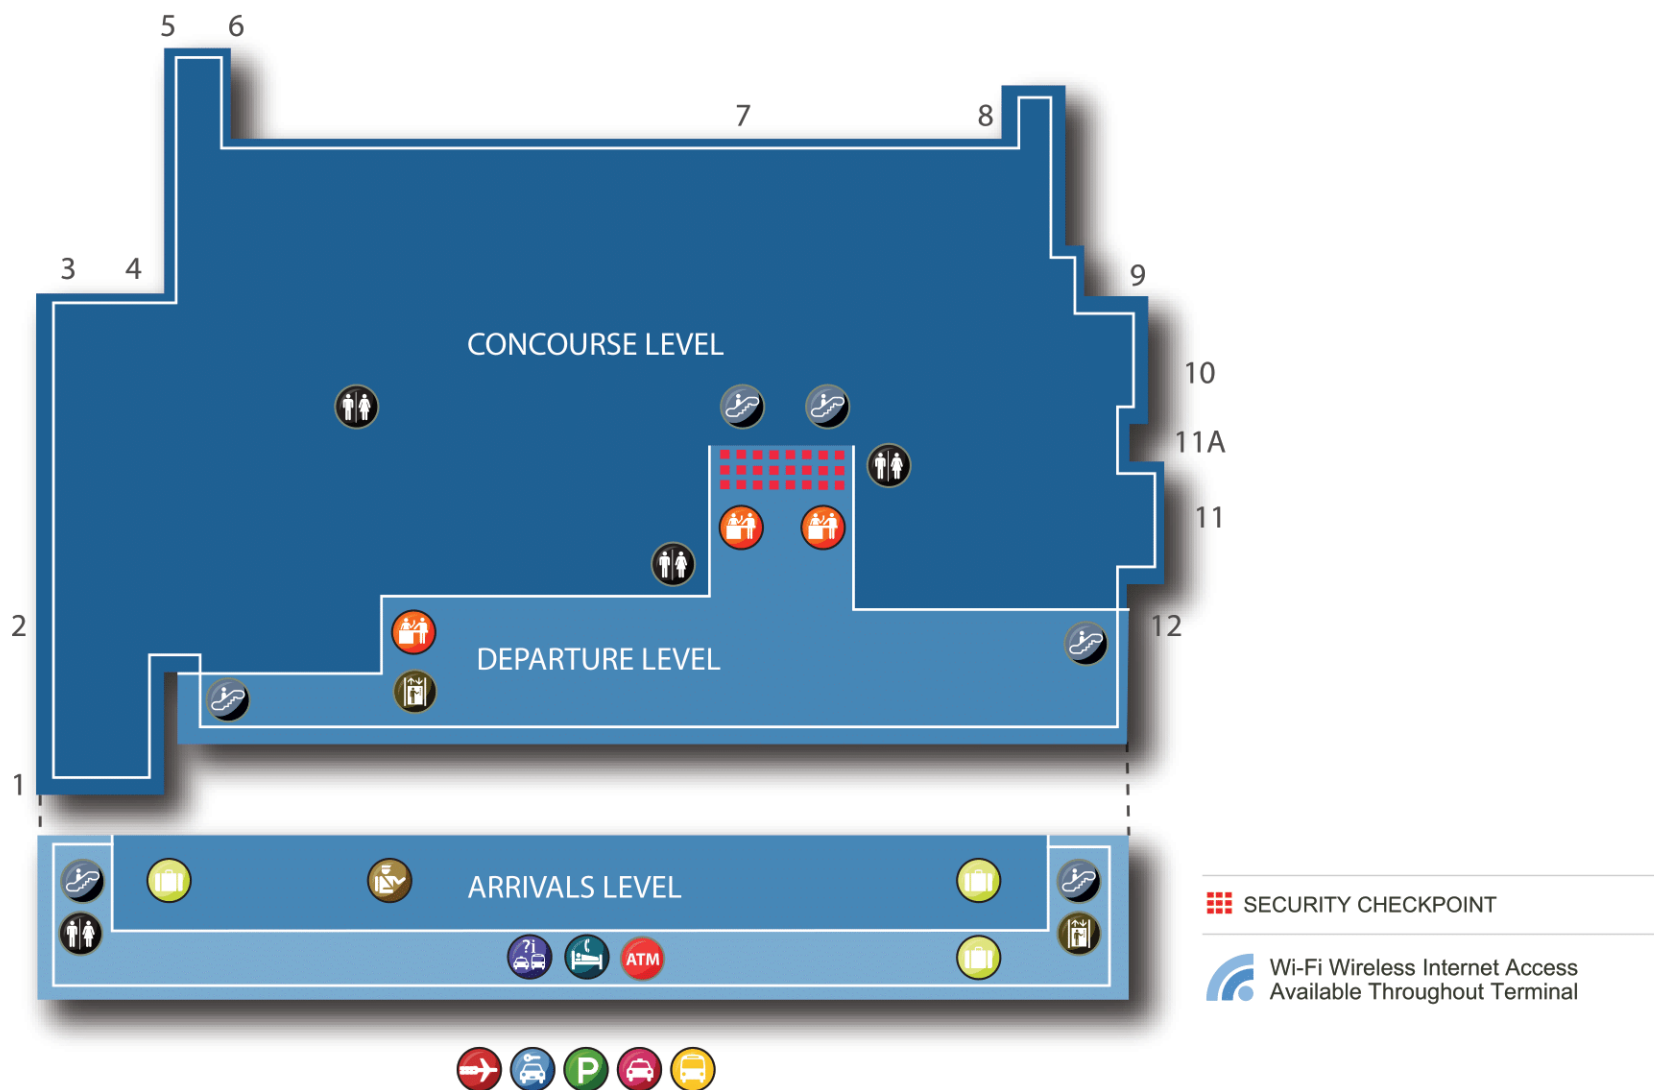 5 6
7
8
3 4
9
CONCOURSE LEVEL
10
11A
11
2
12
DEPARTURE LEVEL
1
ARRIVALS LEVEL
?i
ATM
SECURITY CHECKPOINT
Wi-Fi Wireless Internet Access
Available Throughout Terminal
P